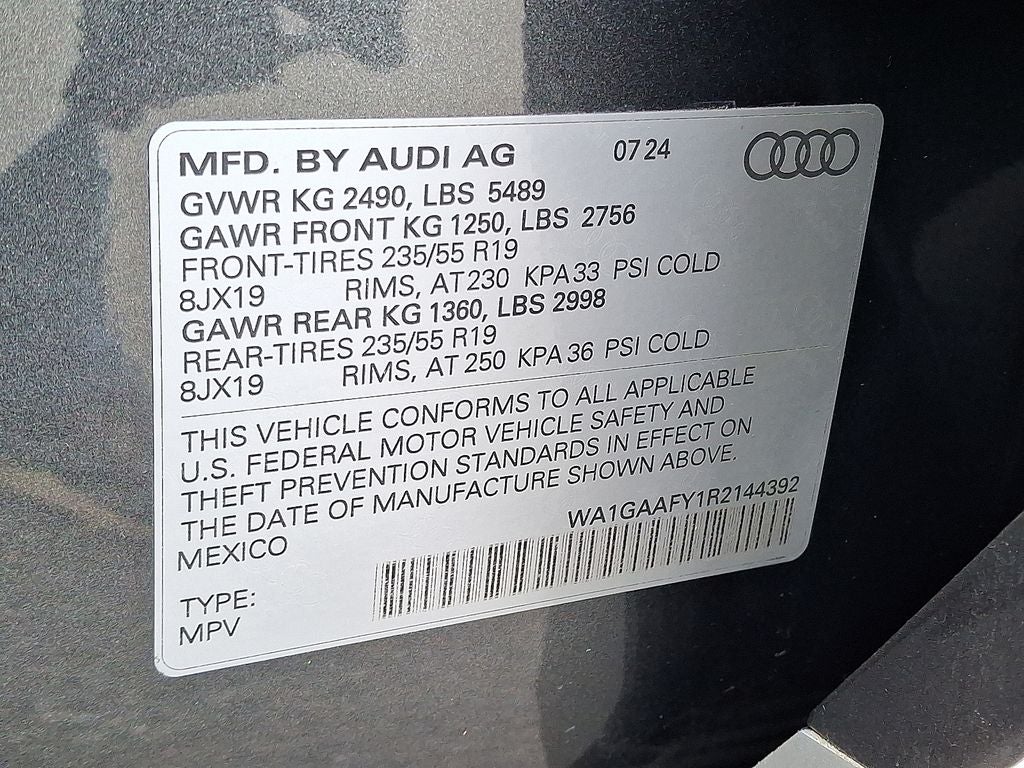 MFD. BY AUDI AG 07 24
GVWR KG 2490, LBS 5489
GAWR FRONT KG 1250, LBS 2756
FRONT-TIRES 235/55 R19
8JX19 RIMS, AT 230 KPA 33 PSI COLD
GAWR REAR KG 1360, LBS 2998
REAR-TIRES 235/55 R19
8JX19 RIMS, AT 250 KPA 36 PSI COLD
THIS VEHICLE CONFORMS TO ALL APPLICABLE
U.S. FEDERAL MOTOR VEHICLE SAFETY AND
THEFT PREVENTION STANDARDS IN EFFECT ON
THE DATE OF MANUFACTURE SHOWN ABOVE.
MEXICO WA1GAAFY1R2144392
TYPE:
MPV